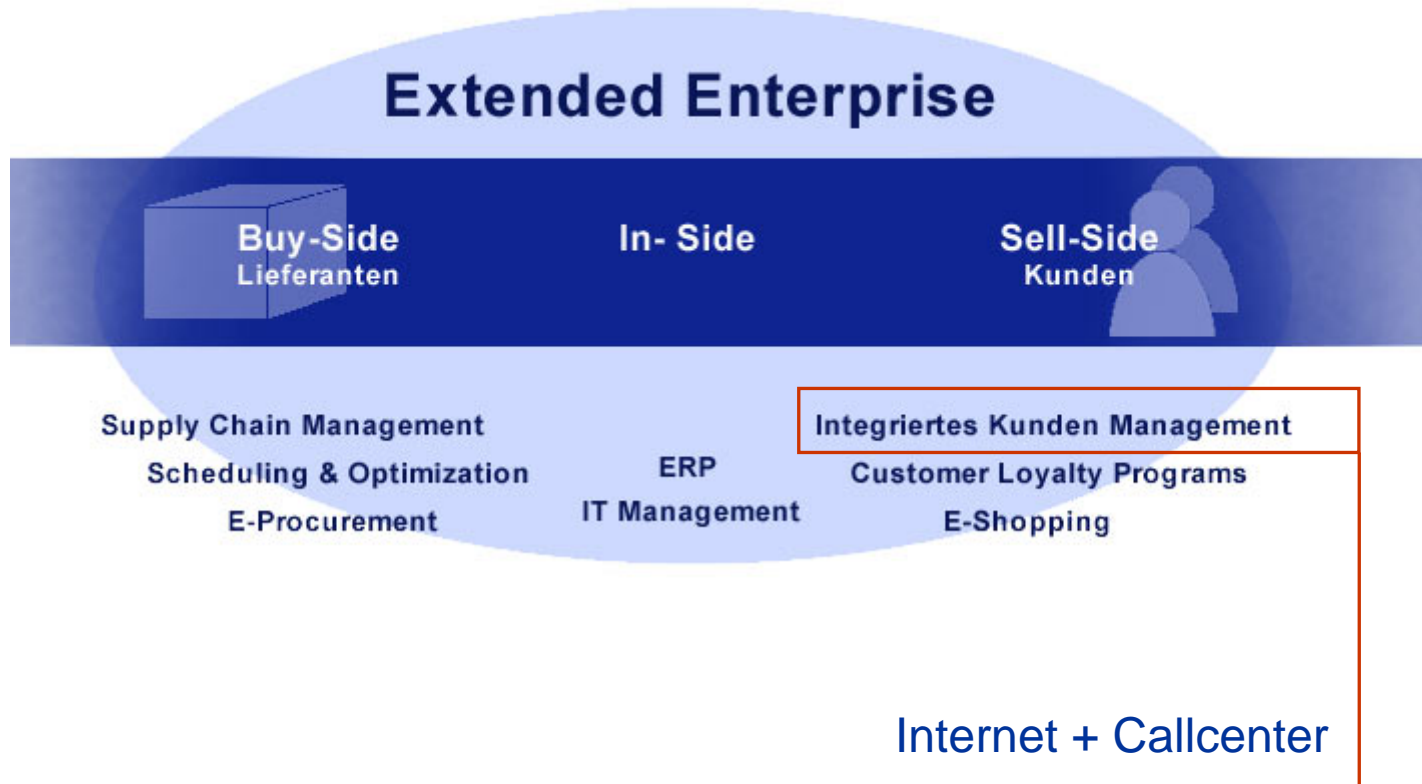 Extended Enterprise
Buy-Side
Lieferanten
In- Side
Sell-Side
Kunden
Supply Chain Management
Scheduling & Optimization
E-Procurement
ERP
IT Management
Integriertes Kunden Management
Customer Loyalty Programs
E-Shopping
Internet + Callcenter